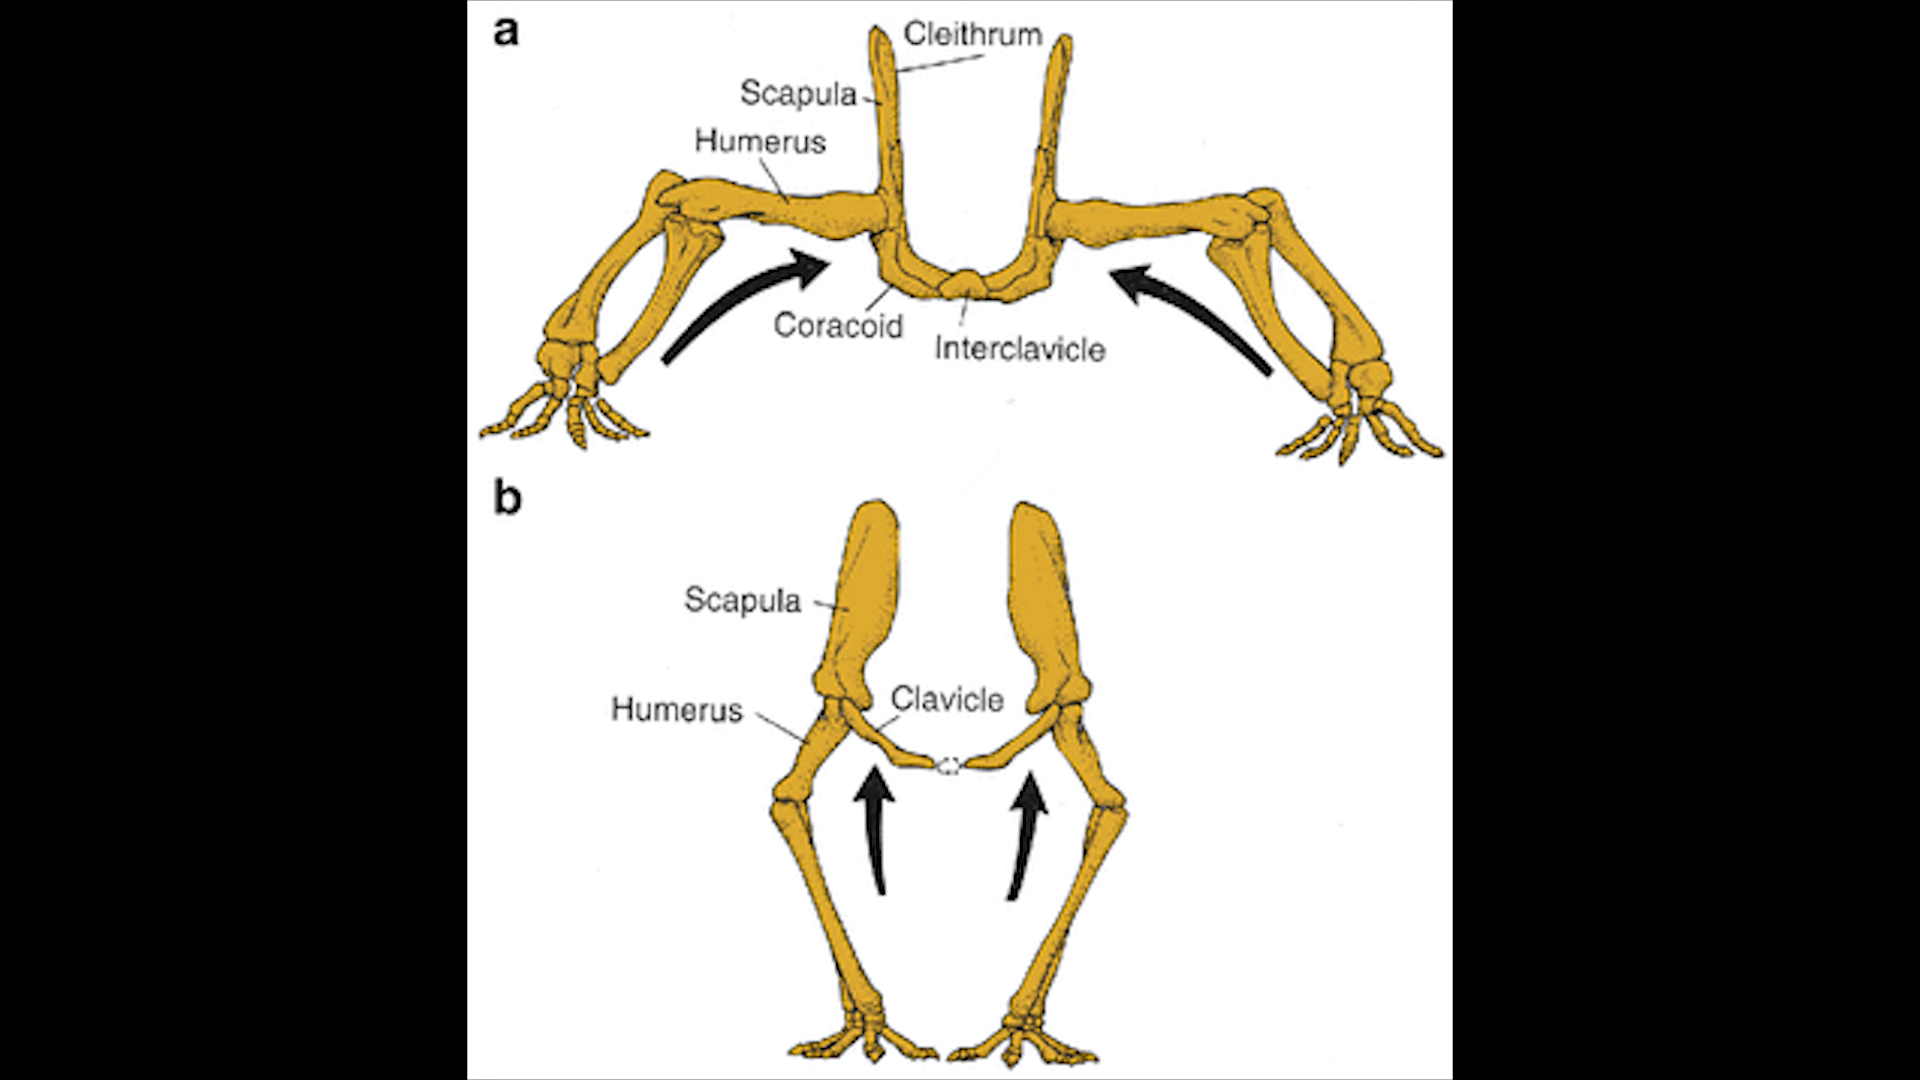 a
Cleithrum
Scapula
Humerus
Coracoid
Interclavicle
b
Scapula
Clavicle
Humerus